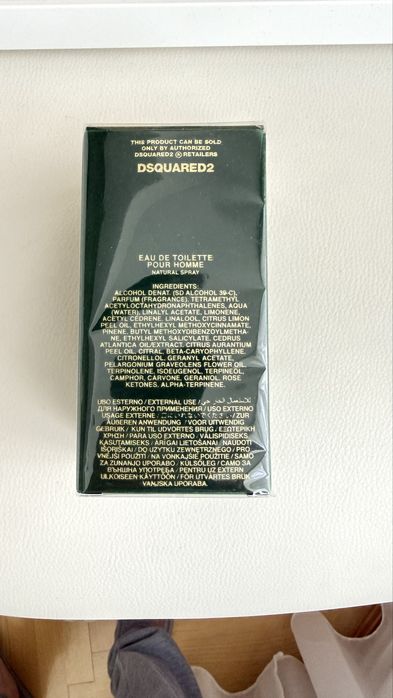 THIS PRODUCT CAN BE SOLD
ONLY BY AUTHORIZED
DSQUARED2 ® RETAILERS
DSQUARED2
EAU DE TOILETTE
POUR HOMME
NATURAL SPRAY
INGREDIENTS:
ALCOHOL DENAT. (SD ALCOHOL 39-C),
PARFUM (FRAGRANCE), TETRAMETHYL
ACETYLOCTAHYDRONAPHTHALENES, AQUA
(WATER), LINALYL ACETATE, LIMONENE,
ACETYL CEDRENE, LINALOOL, CITRUS LIMON
PEEL OIL, ETHYLHEXYL METHOXYCINNAMATE,
PINENE, BUTYL METHOXYDIBENZOYLMETHA-
NE, ETHYLHEXYL SALICYLATE, CEDRUS
ATLANTICA OIL/EXTRACT, CITRUS AURANTIUM
PEEL OIL, CITRAL, BETA-CARYOPHYLLENE,
CITRONELLOL, GERANYL ACETATE,
PELARGONIUM GRAVEOLENS FLOWER OIL,
TERPINOLENE, ISOEUGENOL, TERPINEOL,
CAMPHOR, CARVONE, GERANIOL, ROSE
KETONES, ALPHA-TERPINENE.
USO ESTERNO / EXTERNAL USE / للاستعمال الخارجي /
ДЛЯ НАРУЖНОГО ПРИМЕНЕНИЯ / USO EXTERNO
USAGE EXTERNE / ZUR
ÄUßEREN ANWENDUNG / VOOR UITWENDIG
GEBRUIK / KUN TIL UDVORTES BRUG / ΕΞΩΤΕΡΙΚΗ
ΧΡΗΣΗ / PARA USO EXTERNO / VÄLISPIDISEKS
KASUTAMISEKS / ĀRĪGAI LIETOŠANAI / NAUDOTI
IŠORIŠKAI / DO UŻYTKU ZEWNĘTRZNEGO / PRO
VNĚJŠÍ POUŽITÍ / NA VONKAJŠIE POUŽITIE / SAMO
ZA ZUNANJO UPORABO / KÜLSŐLEG / САМО ЗА
ВЪНШНА УПОТРЕБА / PENTRU UZ EXTERN
ULKOISEEN KÄYTTÖÖN / FÖR UTVÄRTES BRUK
VANJSKA UPORABA.